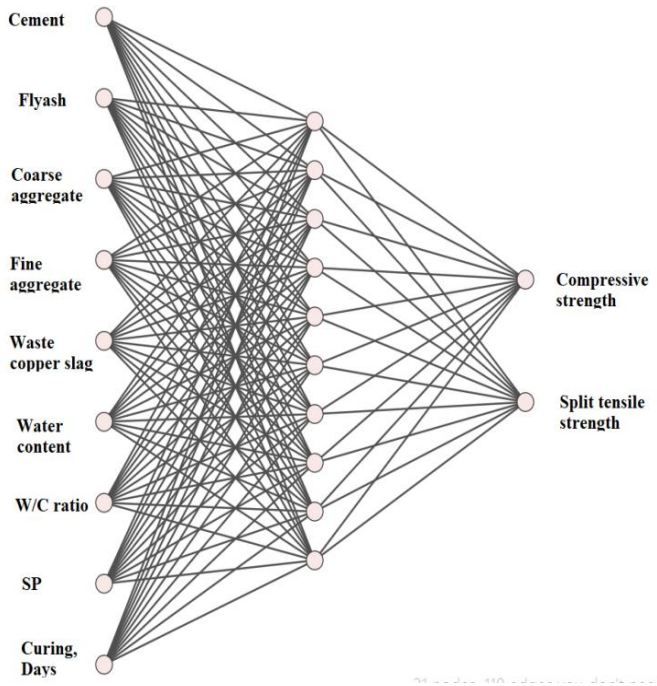 Cement
Flyash
Coarse
aggregate
Fine
aggregate
Waste
copper slag
Water
content
W/C ratio
SP
Curing,
Days
Compressive
strength
Split tensile
strength